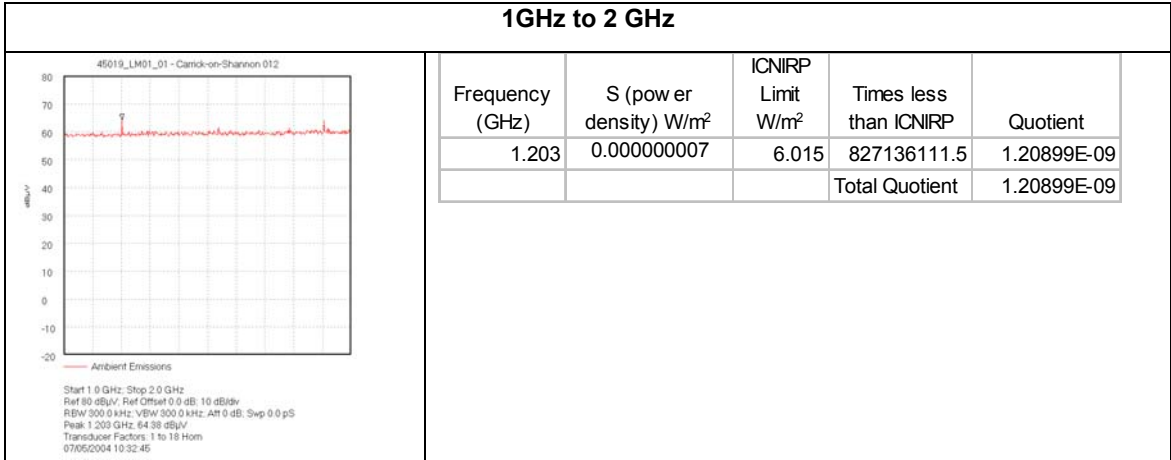 1GHz to 2 GHz
45019_LM01_01 - Carrick-on-Shannon 012
80
70
60
50
40
30
20
10
0
-10
-20
dBµV
Ambient Emissions
Start 1.0 GHz; Stop 2.0 GHz
Ref 80 dBµV; Ref Offset 0.0 dB; 10 dB/div
RBW 300.0 kHz; VBW 300.0 kHz; Att 0 dB; Swp 0.0 pS
Peak 1.203 GHz, 64.38 dBµV
Transducer Factors: 1 to 18 Horn
07/05/2004 10:32:45
Frequency (GHz) S (pow er density) W/m² ICNIRP Limit W/m² Times less than ICNIRP Quotient
1.203 0.000000007 6.015 827136111.5 1.20899E-09
Total Quotient 1.20899E-09